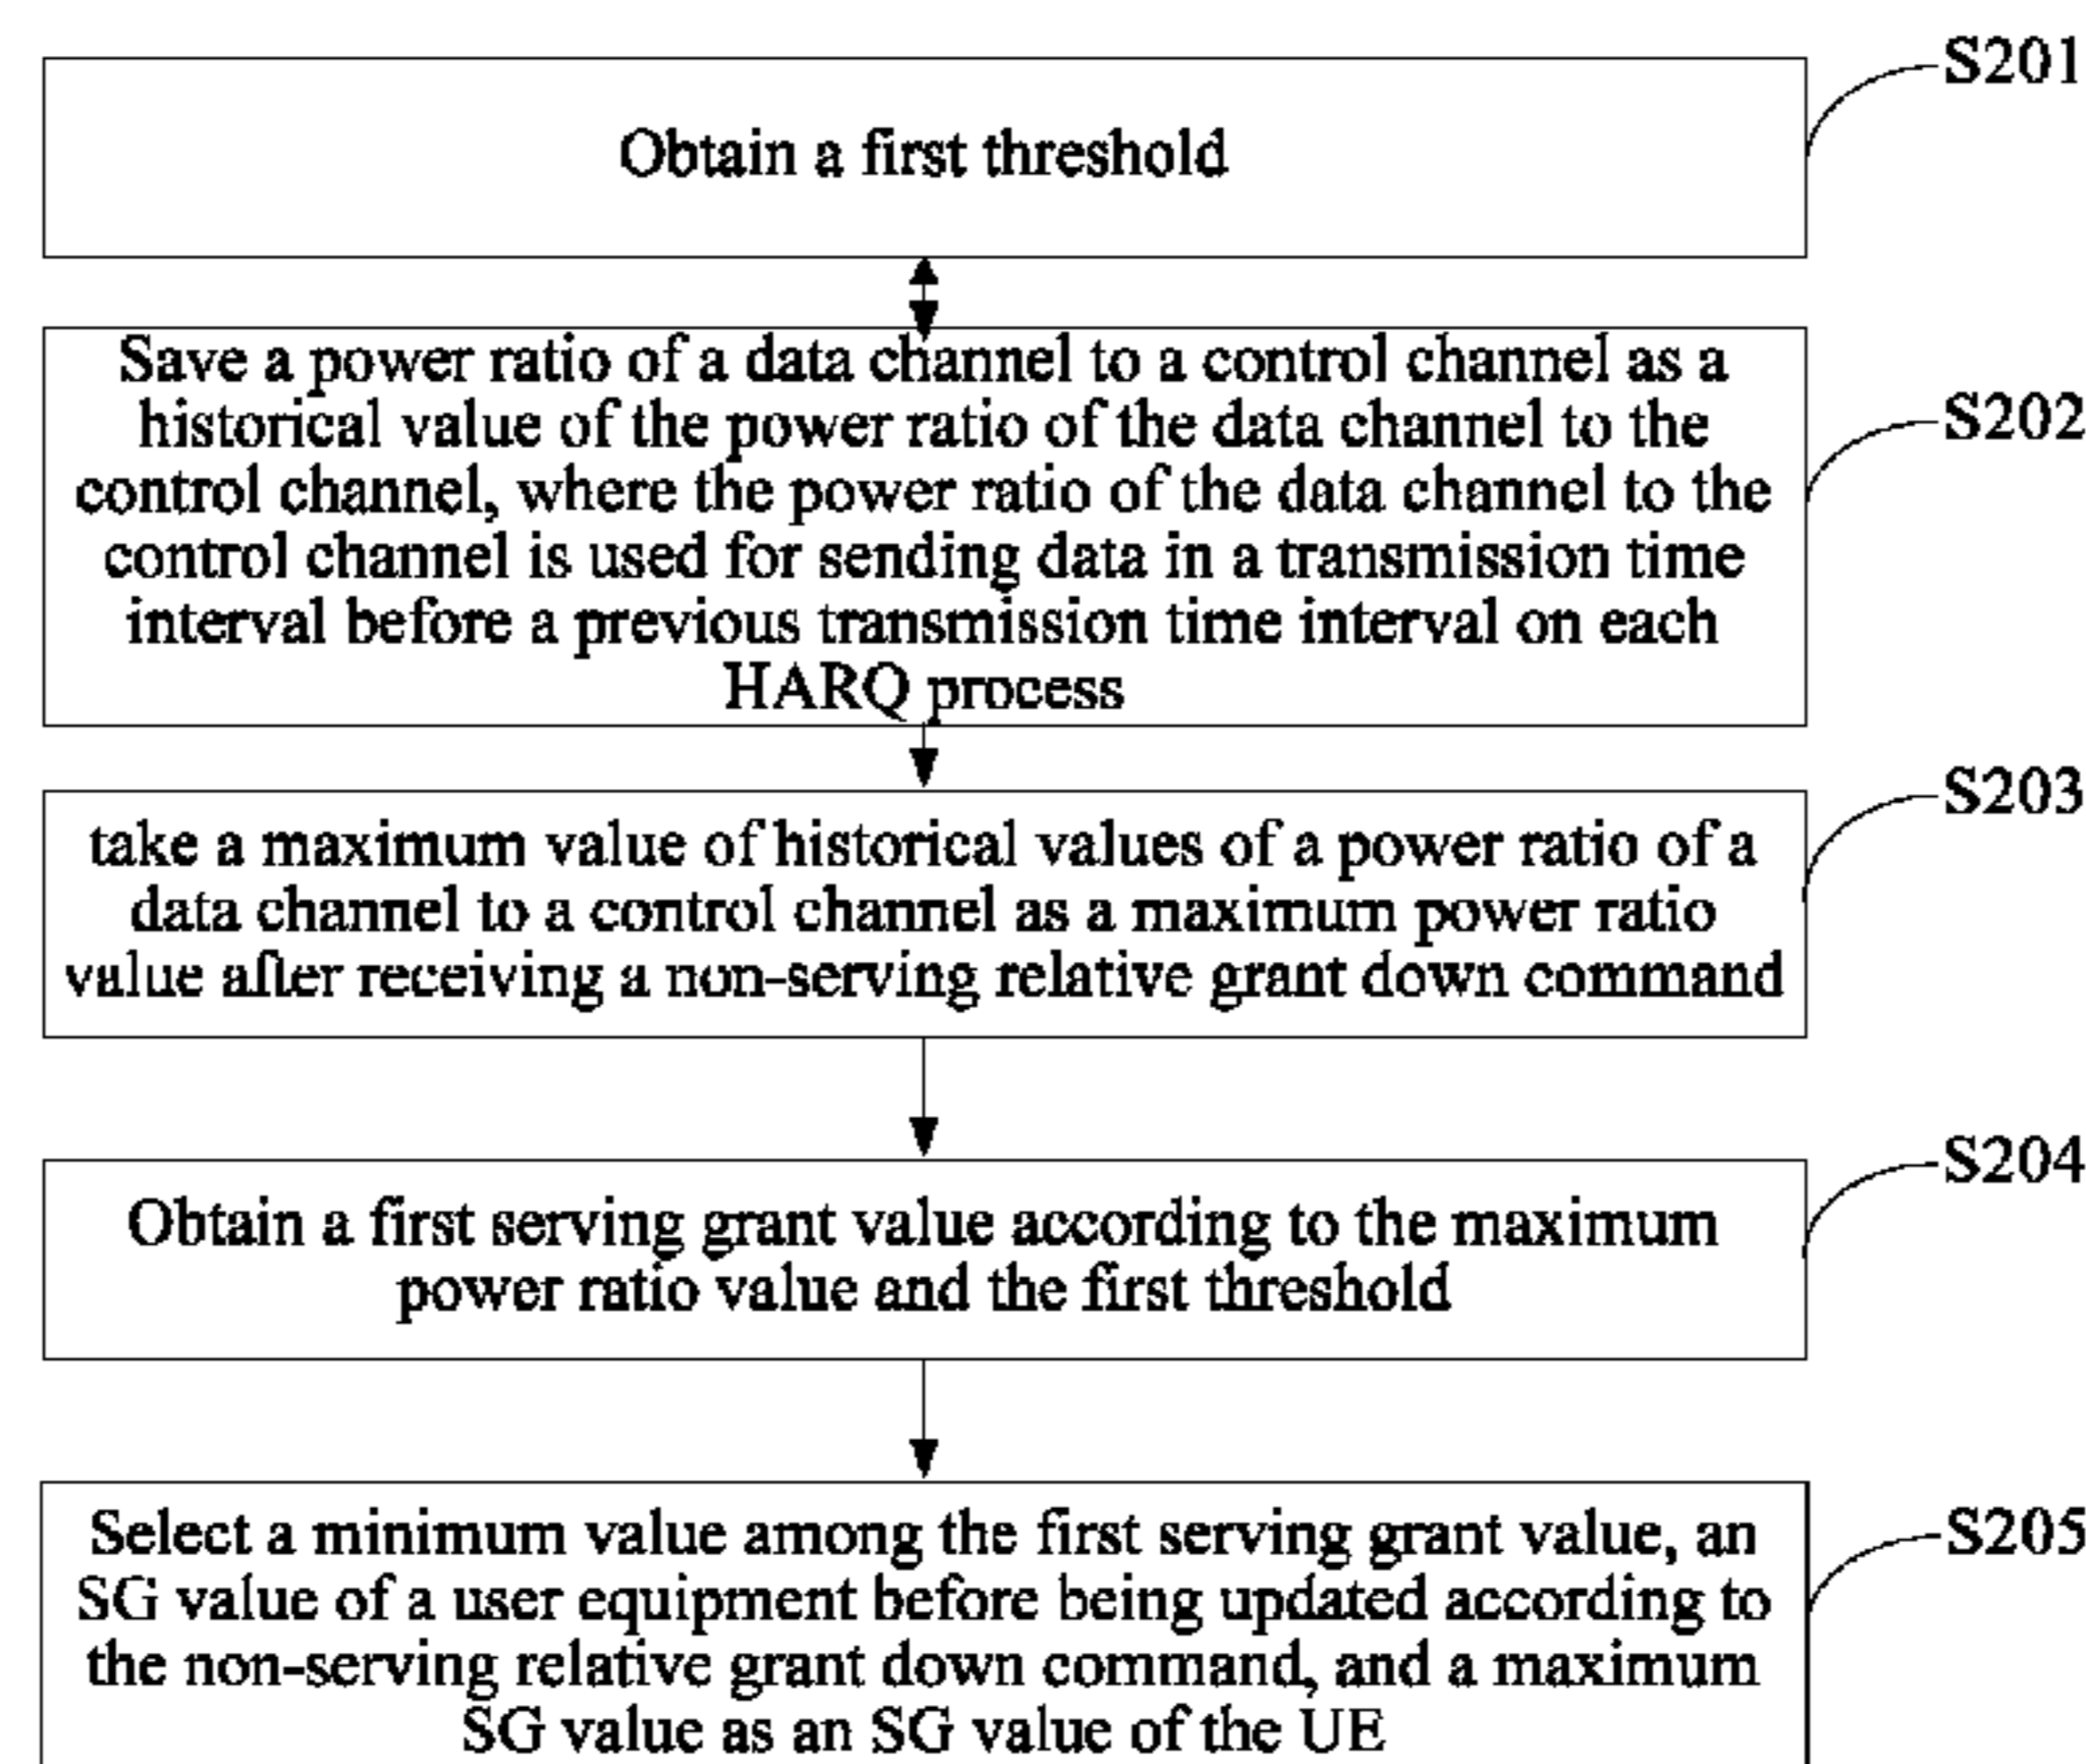 S201
Obtain a first threshold
Save a power ratio of a data channel to a control channel as a
historical value of the power ratio of the data channel to the
control channel, where the power ratio of the data channel to the
control channel is used for sending data in a transmission time
interval before a previous transmission time interval on each
HARQ process
S202
take a maximum value of historical values of a power ratio of a
data channel to a control channel as a maximum power ratio
value after receiving a non-serving relative grant down command
S203
Obtain a first serving grant value according to the maximum
power ratio value and the first threshold
S204
Select a minimum value among the first serving grant value, an
SG value of a user equipment before being updated according to
the non-serving relative grant down command, and a maximum
SG value as an SG value of the UE
S205